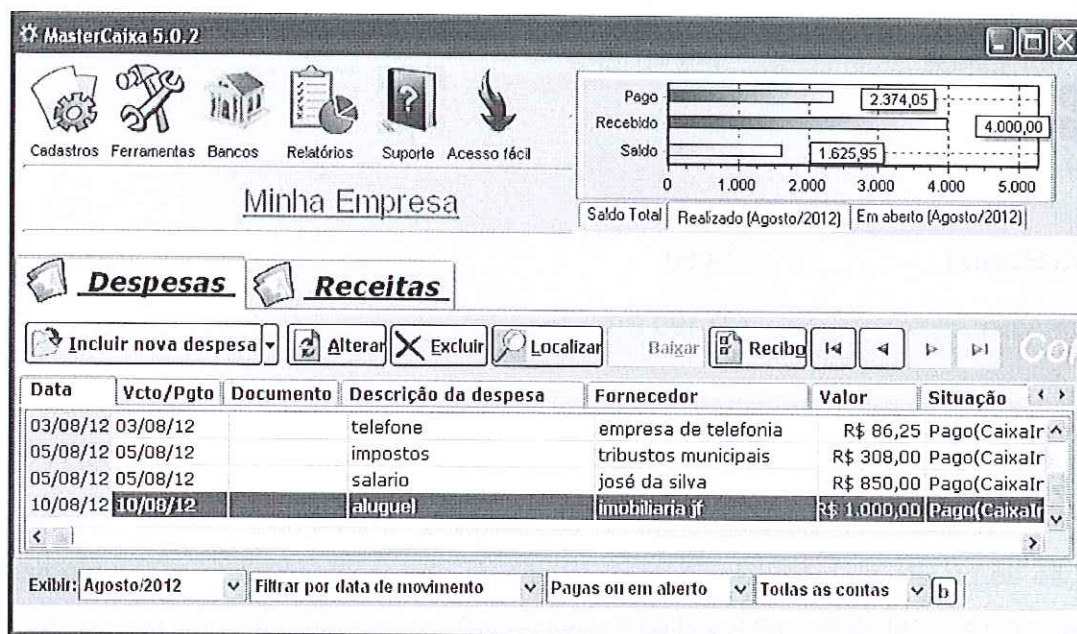 MasterCaixa 5.0.2
Cadastros Ferramentas Bancos Relatórios Suporte Acesso fácil
Minha Empresa
Pago 2.374,05
Recebido 4.000,00
Saldo 1.625,95
0 1.000 2.000 3.000 4.000 5.000
Saldo Total Realizado (Agosto/2012) Em aberto (Agosto/2012)
Despesas Receitas
Incluir nova despesa Alterar Excluir Localizar Baixar Recibo
Data Vcto/Pgto Documento Descrição da despesa Fornecedor Valor Situação
03/08/12 03/08/12 telefone empresa de telefonia R$ 86,25 Pago(CaixaIr
05/08/12 05/08/12 impostos tribustos municipais R$ 308,00 Pago(CaixaIr
05/08/12 05/08/12 salario josé da silva R$ 850,00 Pago(CaixaIr
10/08/12 10/08/12 aluguel imobiliaria jf R$ 1.000,00 Pago(CaixaIr
Exibir: Agosto/2012 Filtrar por data de movimento Pagas ou em aberto Todas as contas b